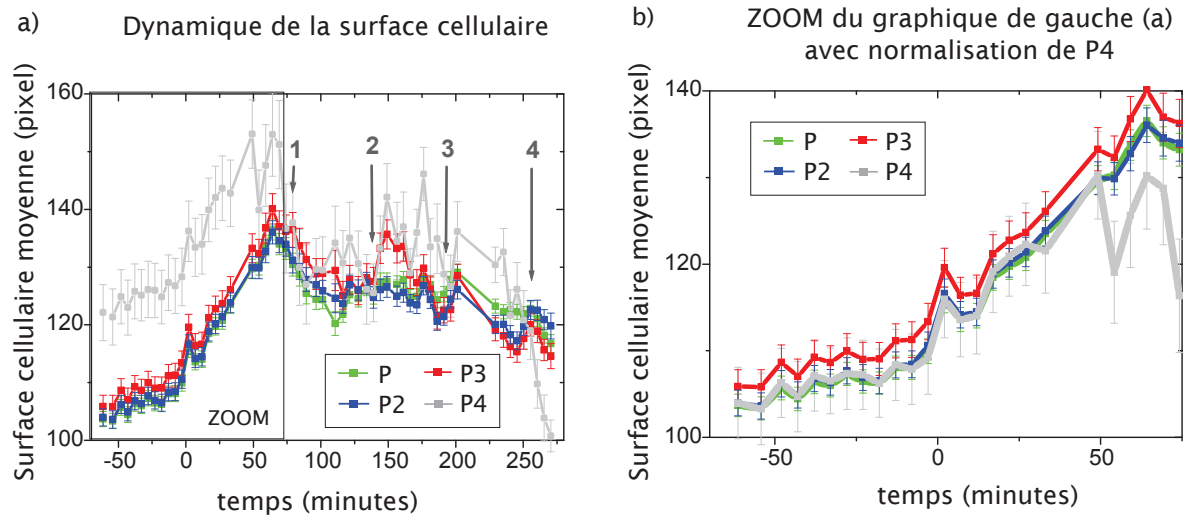 a)
Dynamique de la surface cellulaire
Surface cellulaire moyenne (pixel)
160
140
120
100
1
2
3
4
ZOOM
P
P3
P2
P4
-50
0
50
100
150
200
250
temps (minutes)
b)
ZOOM du graphique de gauche (a)
avec normalisation de P4
Surface cellulaire moyenne (pixel)
140
120
100
P
P3
P2
P4
-50
0
50
temps (minutes)